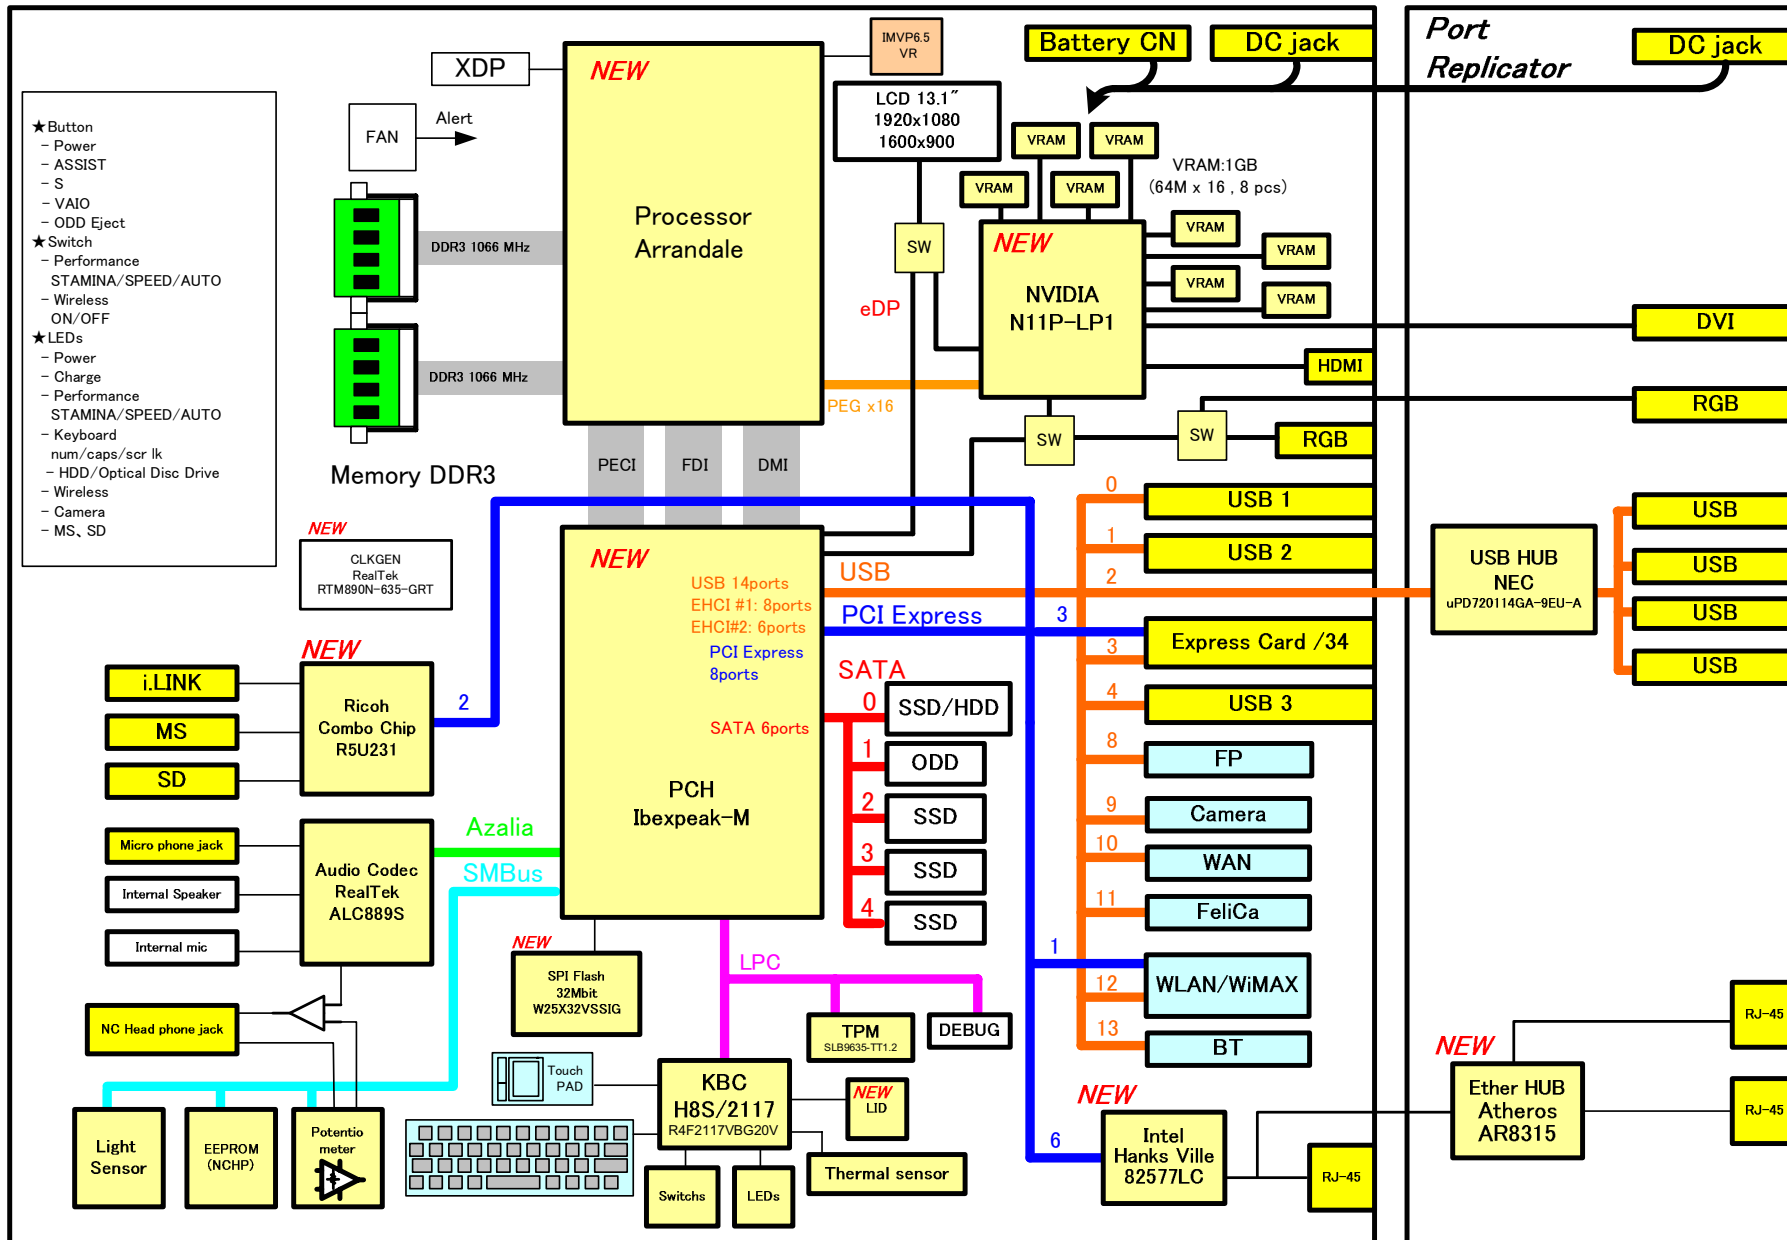 XDP
NEW
IMVP6.5
VR
Battery CN
DC jack
Port
Replicator
DC jack
★Button
- Power
- ASSIST
- S
- VAIO
- ODD Eject
★Switch
- Performance
STAMINA/SPEED/AUTO
- Wireless
ON/OFF
★LEDs
- Power
- Charge
- Performance
STAMINA/SPEED/AUTO
- Keyboard
num/caps/scr lk
- HDD/Optical Disc Drive
- Wireless
- Camera
- MS、SD
FAN
Alert
DDR3 1066 MHz
DDR3 1066 MHz
Memory DDR3
Processor
Arrandale
LCD 13.1″
1920x1080
1600x900
SW
eDP
PEG x16
VRAM
VRAM
VRAM
VRAM
VRAM:1GB
(64M x 16 , 8 pcs)
VRAM
VRAM
VRAM
VRAM
NEW
NVIDIA
N11P-LP1
DVI
HDMI
RGB
SW
SW
RGB
PECI
FDI
DMI
NEW
CLKGEN
RealTek
RTM890N-635-GRT
NEW
USB 14ports
EHCI #1: 8ports
EHCI#2: 6ports
PCI Express
8ports
SATA 6ports
PCH
Ibexpeak-M
USB
PCI Express
SATA
0
SSD/HDD
1
ODD
2
SSD
3
SSD
4
SSD
0
USB 1
1
USB 2
2
3
Express Card /34
3
4
USB 3
8
FP
9
Camera
10
WAN
11
FeliCa
1
WLAN/WiMAX
12
13
BT
USB HUB
NEC
uPD720114GA-9EU-A
USB
USB
USB
USB
NEW
Ricoh
Combo Chip
R5U231
2
i.LINK
MS
SD
Micro phone jack
Internal Speaker
Internal mic
NC Head phone jack
Audio Codec
RealTek
ALC889S
Azalia
SMBus
NEW
SPI Flash
32Mbit
W25X32VSSIG
LPC
TPM
SLB9635-TT1.2
DEBUG
Touch
PAD
KBC
H8S/2117
R4F2117VBG20V
NEW
LID
Thermal sensor
Switchs
LEDs
Light
Sensor
EEPROM
(NCHP)
Potentio
meter
NEW
6
Intel
Hanks Ville
82577LC
RJ-45
NEW
Ether HUB
Atheros
AR8315
RJ-45
RJ-45